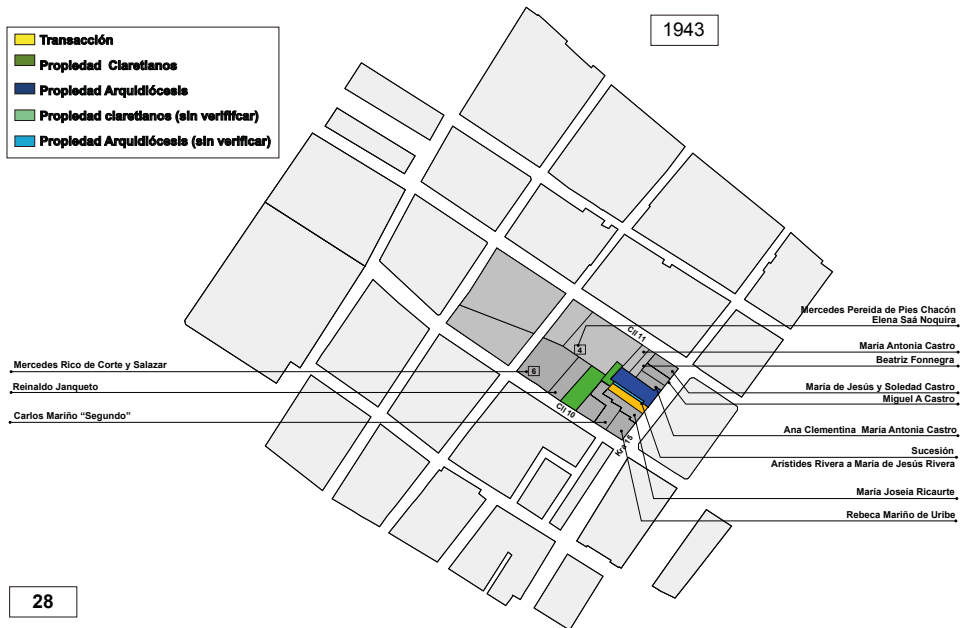 1943
Transacción
Propiedad Claretianos
Propiedad Arquidiócesis
Propiedad claretianos (sin verififcar)
Propiedad Arquidiócesis (sin verificar)
Mercedes Pereida de Pies Chacón
Elena Saá Noquira
Cll 11
4
María Antonia Castro
Beatriz Fonnegra
Mercedes Rico de Corte y Salazar
6
Reinaldo Janqueto
María de Jesús y Soledad Castro
Miguel A Castro
Carlos Mariño “Segundo”
Cll 10
Ana Clementina María Antonia Castro
Kra 15
Sucesión
Arístides Rivera a María de Jesús Rivera
María Joseía Ricaurte
Rebeca Mariño de Uribe
28